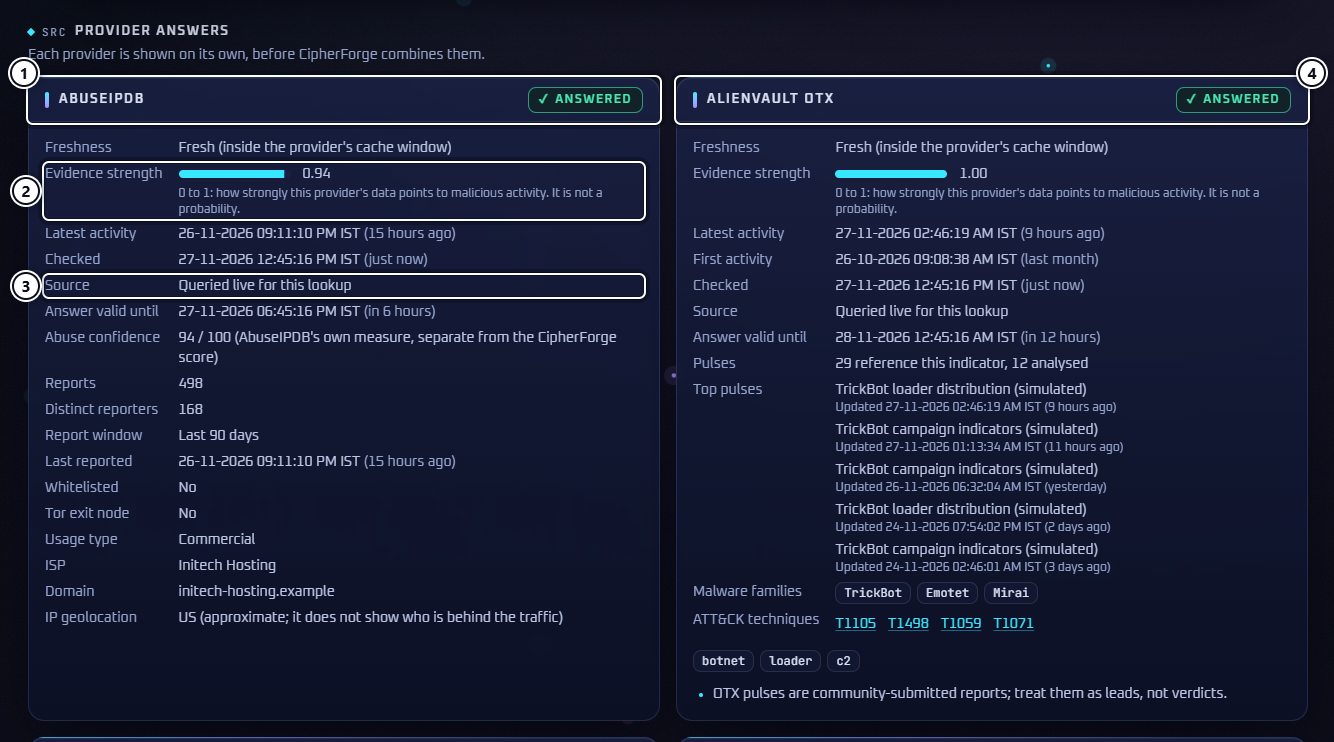 SRC PROVIDER ANSWERS
Each provider is shown on its own, before CipherForge combines them.
1
ABUSEIPDB
✓ ANSWERED
Freshness Fresh (inside the provider's cache window)
2
Evidence strength 0.94
0 to 1: how strongly this provider's data points to malicious activity. It is not a
probability.
Latest activity 26-11-2026 09:11:10 PM IST (15 hours ago)
Checked 27-11-2026 12:45:16 PM IST (just now)
3
Source Queried live for this lookup
Answer valid until 27-11-2026 06:45:16 PM IST (in 6 hours)
Abuse confidence 94 / 100 (AbuseIPDB's own measure, separate from the CipherForge
score)
Reports 498
Distinct reporters 168
Report window Last 90 days
Last reported 26-11-2026 09:11:10 PM IST (15 hours ago)
Whitelisted No
Tor exit node No
Usage type Commercial
ISP Initech Hosting
Domain initech-hosting.example
IP geolocation US (approximate; it does not show who is behind the traffic)
4
ALIENVAULT OTX
✓ ANSWERED
Freshness Fresh (inside the provider's cache window)
Evidence strength 1.00
0 to 1: how strongly this provider's data points to malicious activity. It is not a
probability.
Latest activity 27-11-2026 02:46:19 AM IST (9 hours ago)
First activity 26-10-2026 09:08:38 AM IST (last month)
Checked 27-11-2026 12:45:16 PM IST (just now)
Source Queried live for this lookup
Answer valid until 28-11-2026 12:45:16 AM IST (in 12 hours)
Pulses 29 reference this indicator, 12 analysed
Top pulses TrickBot loader distribution (simulated)
Updated 27-11-2026 02:46:19 AM IST (9 hours ago)
TrickBot campaign indicators (simulated)
Updated 27-11-2026 01:13:34 AM IST (11 hours ago)
TrickBot campaign indicators (simulated)
Updated 26-11-2026 06:32:04 AM IST (yesterday)
TrickBot loader distribution (simulated)
Updated 24-11-2026 07:54:02 PM IST (2 days ago)
TrickBot campaign indicators (simulated)
Updated 24-11-2026 02:46:01 AM IST (3 days ago)
Malware families TrickBot Emotet Mirai
ATT&CK techniques T1105 T1498 T1059 T1071
botnet loader c2
• OTX pulses are community-submitted reports; treat them as leads, not verdicts.